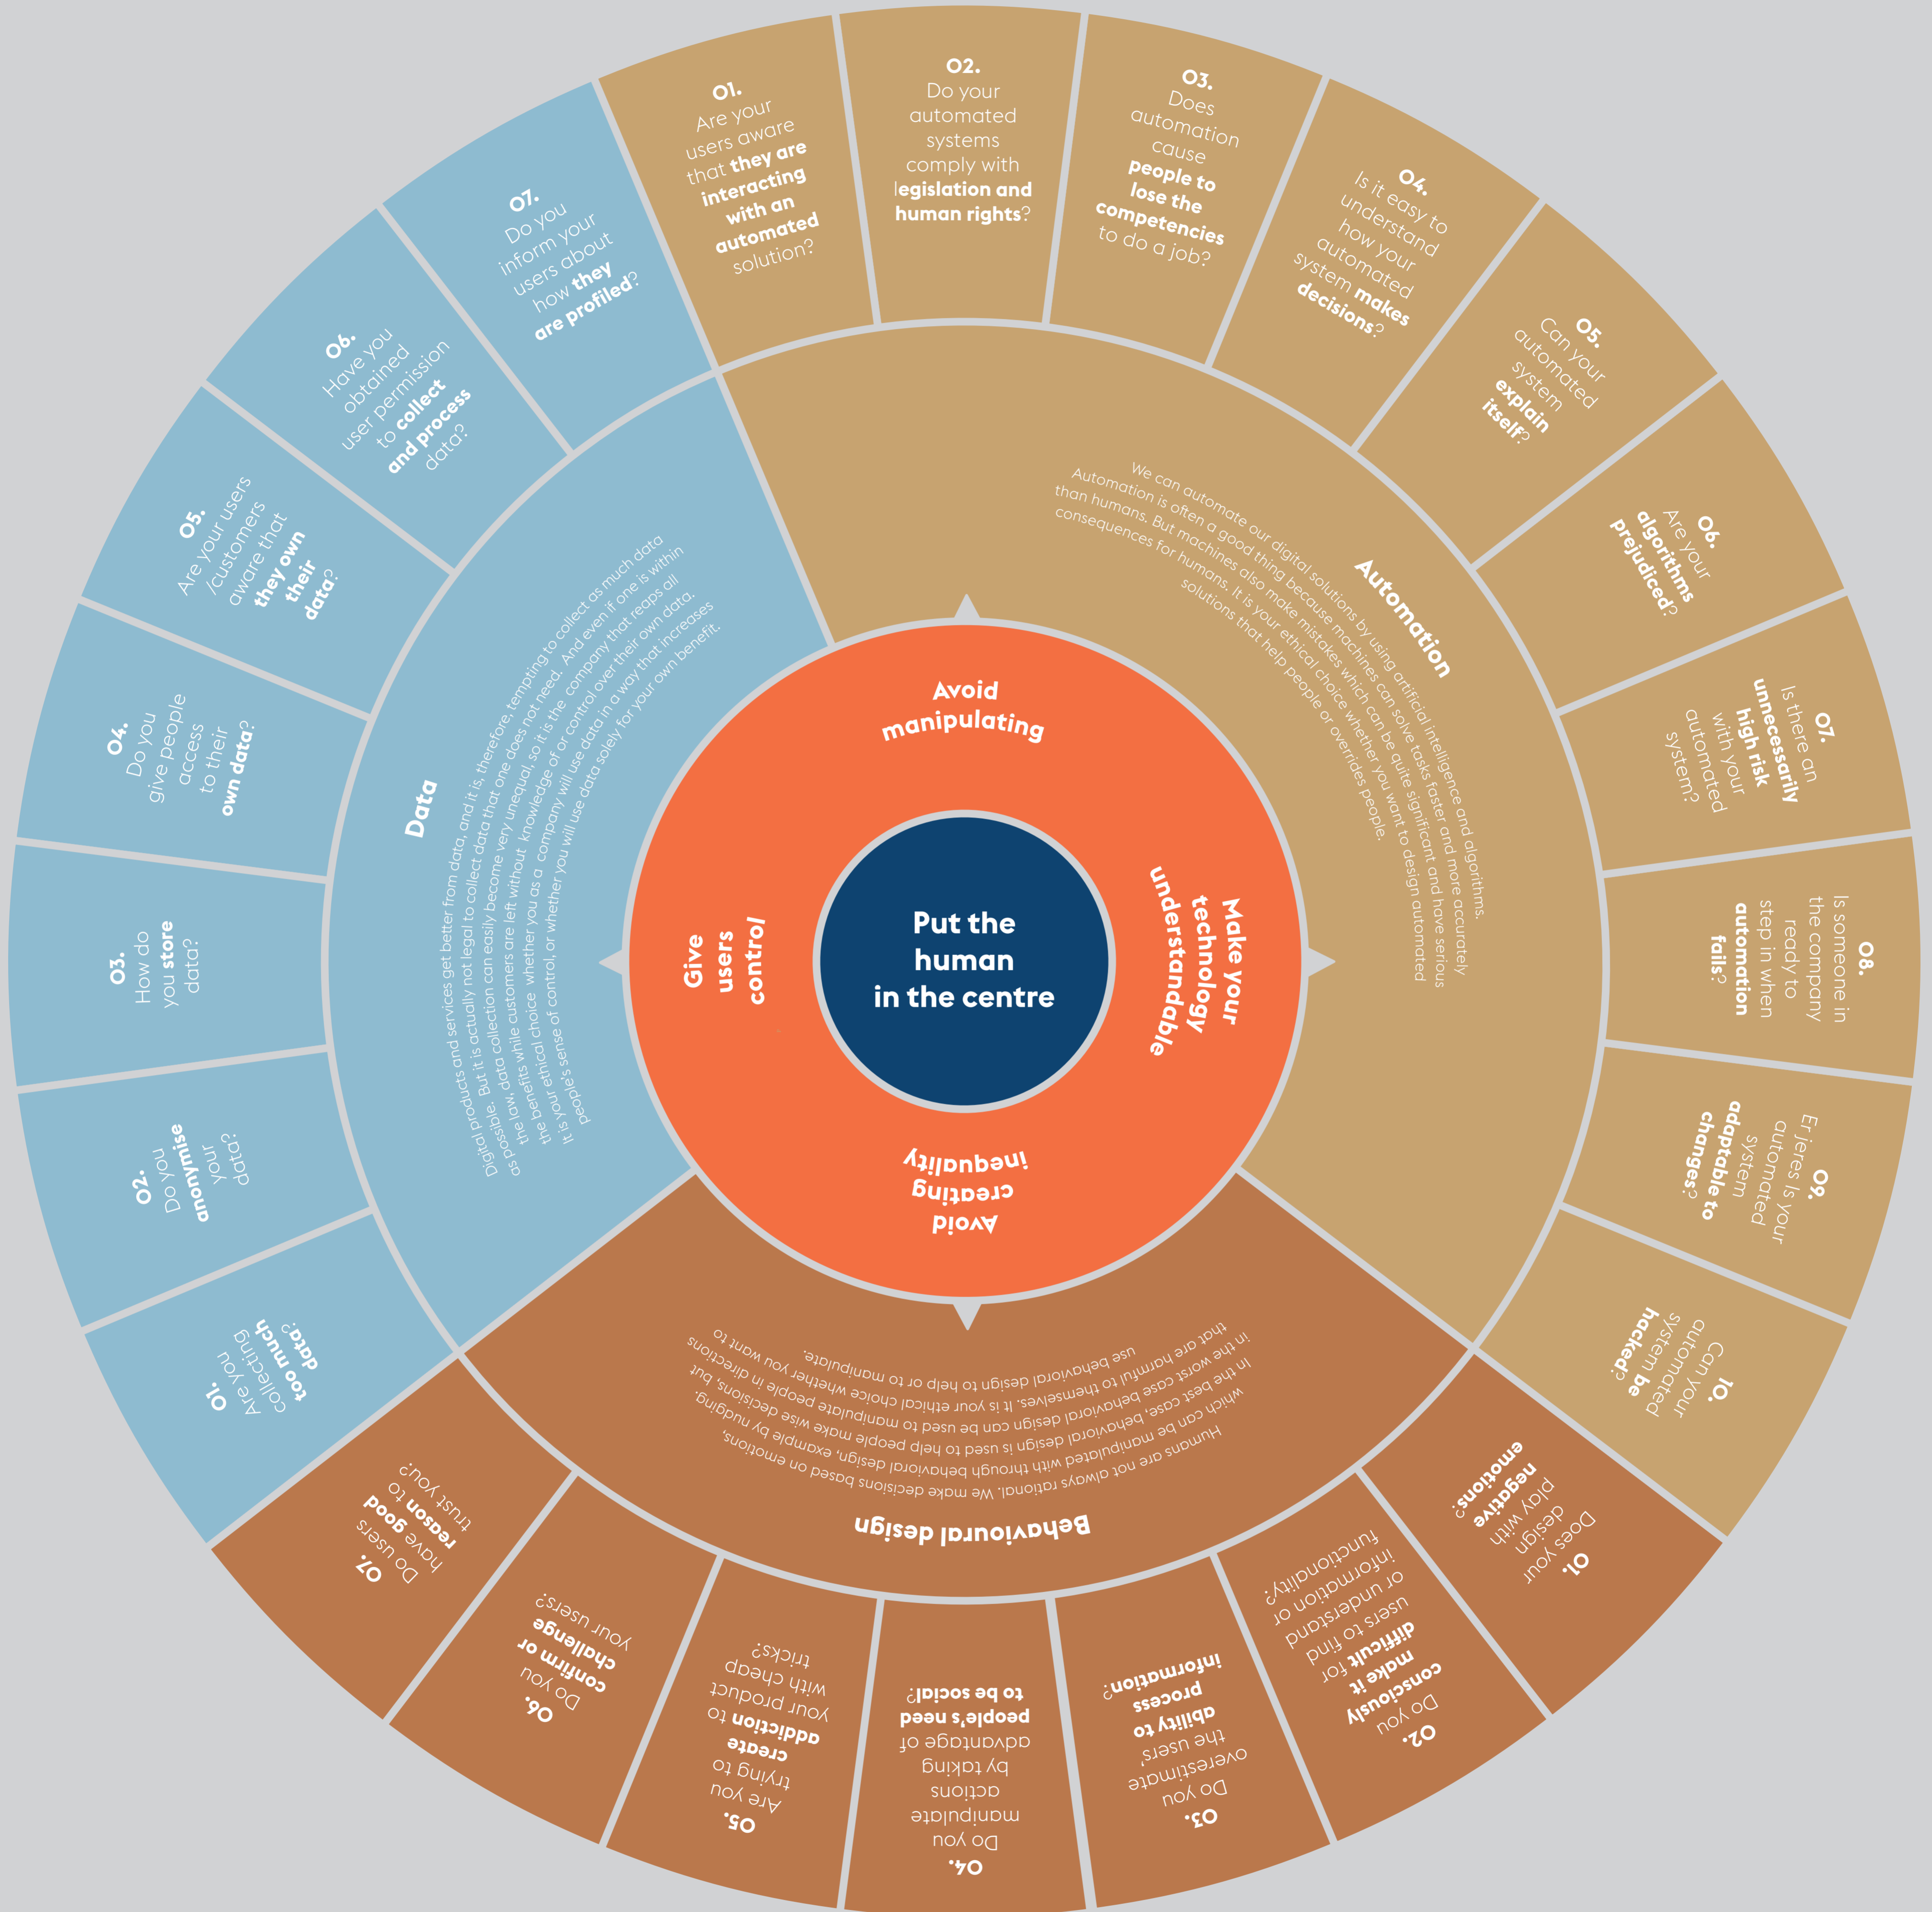 Put the
human
in the centre
Avoid
manipulating
Make your
technology
understandable
Avoid
creating
inequality
Give
users
control
Automation
We can automate our digital solutions by using artificial intelligence and algorithms.
Automation is often a good thing because machines can solve tasks faster and more accurately
than humans. But machines also make mistakes which can be quite significant and have serious
consequences for humans. It is your ethical choice whether you want to design automated
solutions that help people or overrides people.
01.
Are your
users aware
that they are
interacting
with an
automated
solution?
02.
Do your
automated
systems
comply with
legislation and
human rights?
03.
Does
automation
cause
people to
lose the
competencies
to do a job?
04.
Is it easy to
understand
how your
automated
system makes
decisions?
05.
Can your
automated
system
explain
itself?
06.
Are your
algorithms
prejudiced?
07.
Is there an
unnecessarily
high risk
with your
automated
system?
08.
Is someone in
the company
ready to
step in when
automation
fails?
09.
Er jeres Is your
automated
system
adaptable to
changes?
10.
Can your
automated
system be
hacked?
Behavioural design
Humans are not always rational. We make decisions based on emotions,
which can be manipulated with through behavioral design, example by nudging.
In the best case, behavioral design is used to help people make wise decisions, but
in the worst case behavioral design can be used to manipulate people in directions
that are harmful to themselves. It is your ethical choice whether you want to
use behavioral design to help or to manipulate.
01.
Does your
design
play with
negative
emotions?
02.
Do you
consciously
make it
difficult for
users to find
or understand
information or
functionality?
03.
Do you
overestimate
the users'
ability to
process
information?
04.
Do you
manipulate
actions
by taking
advantage of
people's need
to be social?
05.
Are you
trying to
create
addiction to
your product
with cheap
tricks?
06.
Do you
confirm or
challenge
your users?
07.
Do users
have good
reason to
trust you?
Data
Digital products and services get better from data, and it is, therefore, tempting to collect as much data
as possible. But it is actually not legal to collect data that one does not need. And even if one is within
the law, data collection can easily become very unequal, so it is the company that reaps all
the benefits while customers are left without knowledge of or control over their own data.
It is your ethical choice whether you as a company will use data in a way that increases
people's sense of control, or whether you will use data solely for your own benefit.
01.
Are you
collecting
too much
data?
02.
Do you
anonymise
your
data?
03.
How do
you store
data?
04.
Do you
give people
access
to their
own data?
05.
Are your users
/customers
aware that
they own
their
data?
06.
Have you
obtained
user permission
to collect
and process
data?
07.
Do you
inform your
users about
how they
are profiled?